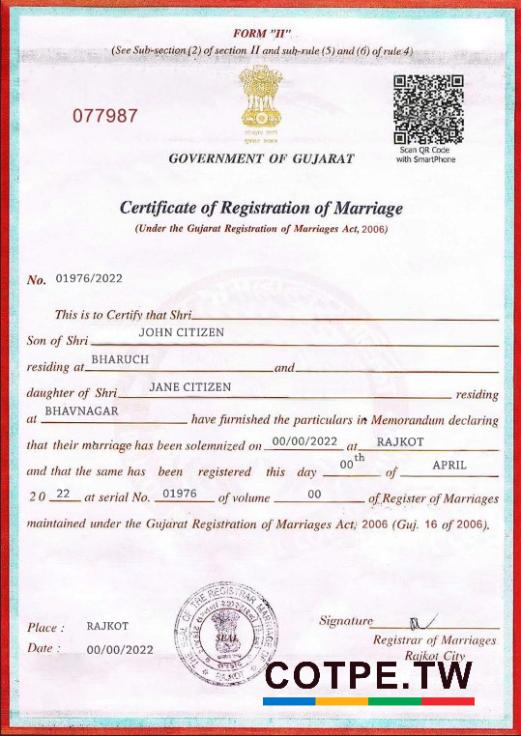 FORM "II"
(See Sub-section (2) of section II and sub-rule (5) and (6) of rule 4)
077987
Scan QR Code
with SmartPhone
GOVERNMENT OF GUJARAT
Certificate of Registration of Marriage
(Under the Gujarat Registration of Marriages Act, 2006)
No. 01976/2022
This is to Certify that Shri
Son of Shri JOHN CITIZEN
residing at BHARUCH and
daughter of Shri JANE CITIZEN residing
at BHAVNAGAR have furnished the particulars in Memorandum declaring
that their marriage has been solemnized on 00/00/2022 at RAJKOT
and that the same has been registered this day 00th of APRIL
20 22 at serial No. 01976 of volume 00 of Register of Marriages
maintained under the Gujarat Registration of Marriages Act, 2006 (Guj. 16 of 2006).
THE SEAL OF THE REGISTRAR MARRIAGE
SEAL
RAJKOT
Place : RAJKOT
Date : 00/00/2022
Signature
Registrar of Marriages
Rajkot City
COTPE.TW